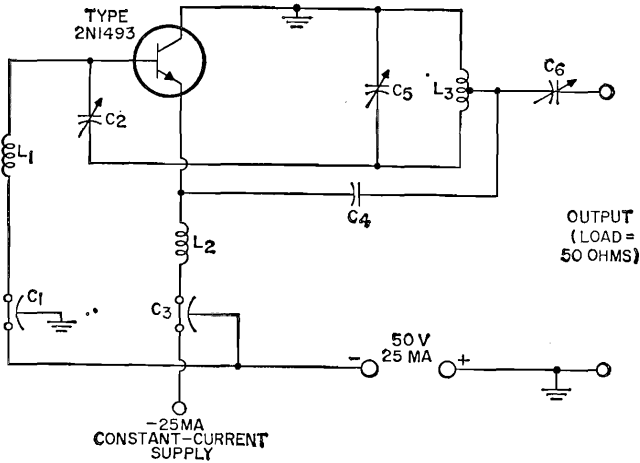 TYPE
2N1493
C2
C5
L3
C6
L1
C4
OUTPUT
(LOAD=
50 OHMS)
L2
C1
C3
50 V
25 MA
-
+
-25MA
CONSTANT-CURRENT
SUPPLY